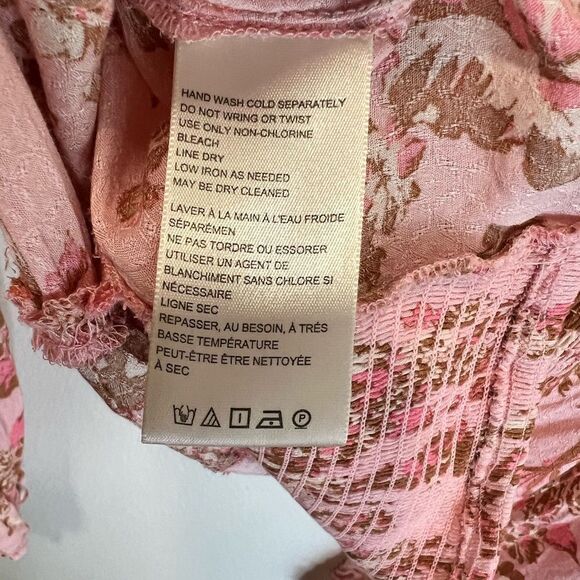 HAND WASH COLD SEPARATELY
DO NOT WRING OR TWIST
USE ONLY NON-CHLORINE
BLEACH
LINE DRY
LOW IRON AS NEEDED
MAY BE DRY CLEANED
LAVER À LA MAIN À L'EAU FROIDE
SÉPARÉMEN
NE PAS TORDRE OU ESSORER
UTILISER UN AGENT DE
BLANCHIMENT SANS CHLORE SI
NÉCESSAIRE
LIGNE SEC
REPASSER, AU BESOIN, À TRÉS
BASSE TEMPÉRATURE
PEUT-ÊTRE ÊTRE NETTOYÉE
À SEC
P